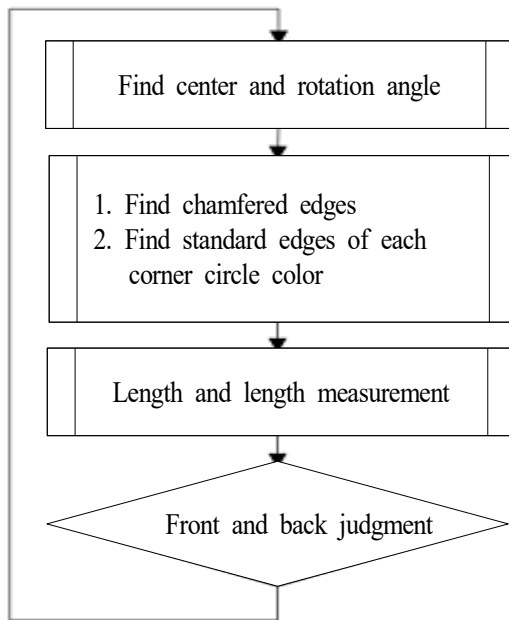 Find center and rotation angle
1. Find chamfered edges
2. Find standard edges of each
corner circle color
Length and length measurement
Front and back judgment